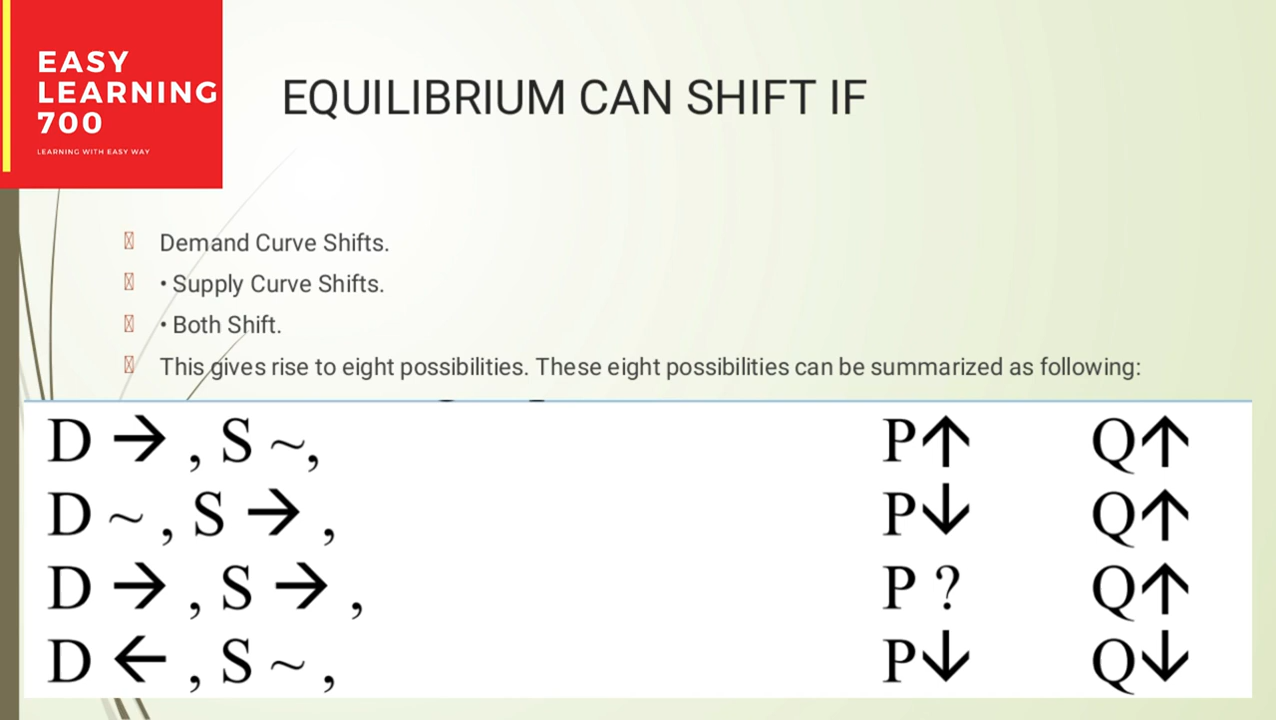 EASY
LEARNING
700
LEARNING WITH EASY WAY
EQUILIBRIUM CAN SHIFT IF
Demand Curve Shifts.
• Supply Curve Shifts.
• Both Shift.
This gives rise to eight possibilities. These eight possibilities can be summarized as following:
D → , S ~, P↑ Q↑
D ~ , S → , P↓ Q↑
D → , S → , P ? Q↑
D ← , S ~ , P↓ Q↓